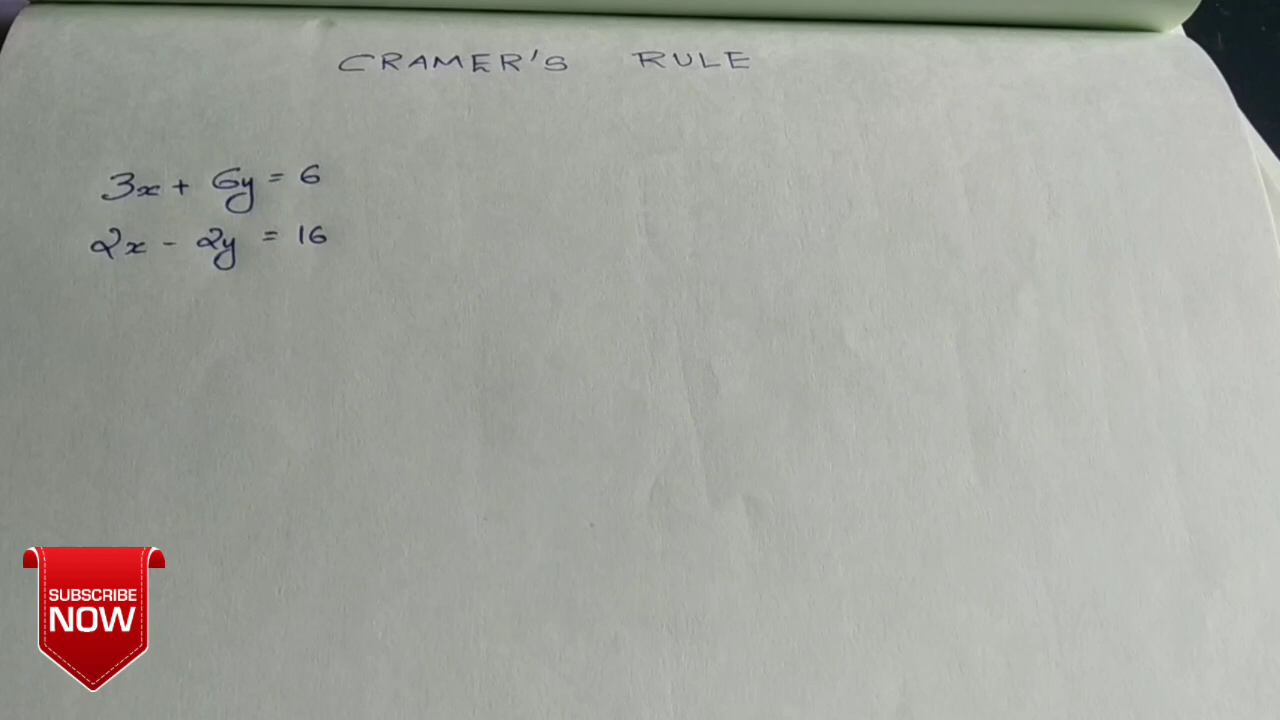 CRAMER'S RULE
3x + 6y = 6
2x - 2y = 16
SUBSCRIBE
NOW